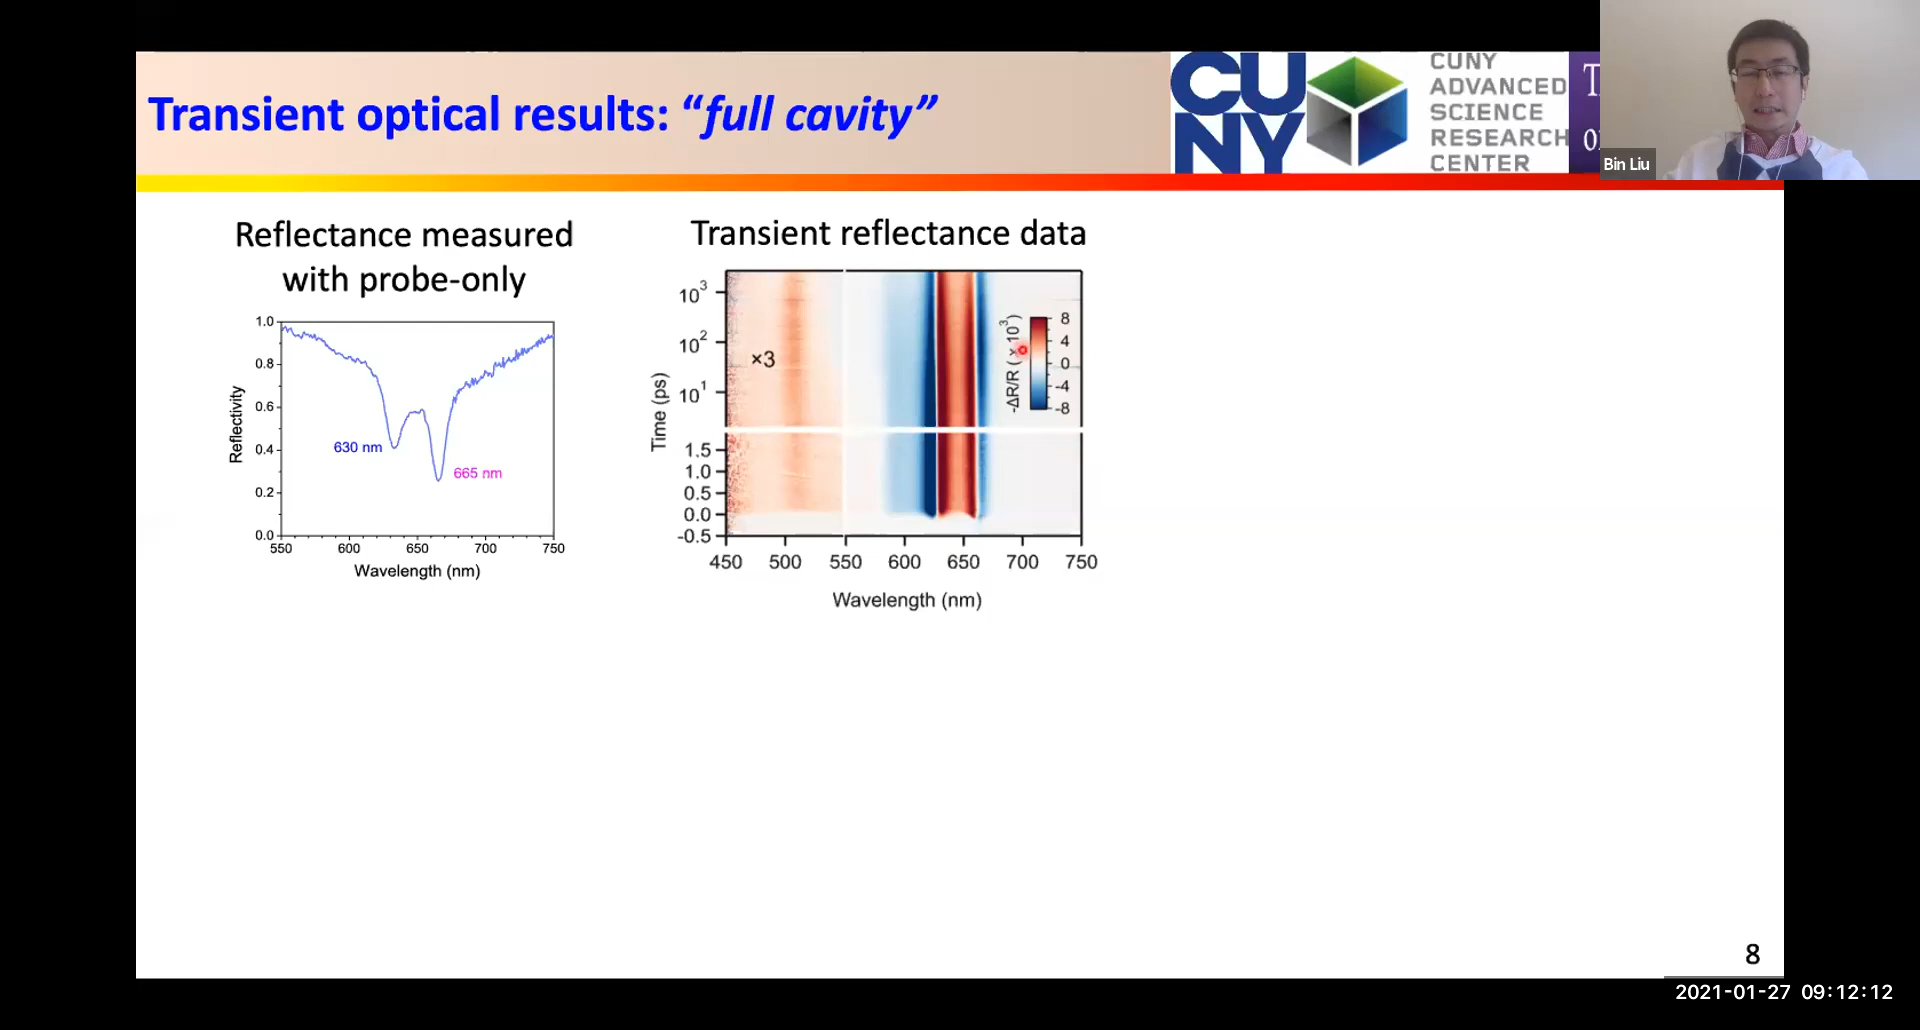 Transient optical results: “full cavity”
CUNY
CUNY
ADVANCED
SCIENCE
RESEARCH
CENTER
Bin Liu
Reflectance measured
with probe-only
1.0
0.8
0.6
0.4
0.2
0.0
Reflectivity
630 nm
665 nm
550 600 650 700 750
Wavelength (nm)
Transient reflectance data
10³
10²
10¹
1.5
1.0
0.5
0.0
-0.5
Time (ps)
×3
-ΔR/R ( x 10³)
8
4
0
-4
-8
450 500 550 600 650 700 750
Wavelength (nm)
8
2021-01-27 09:12:12